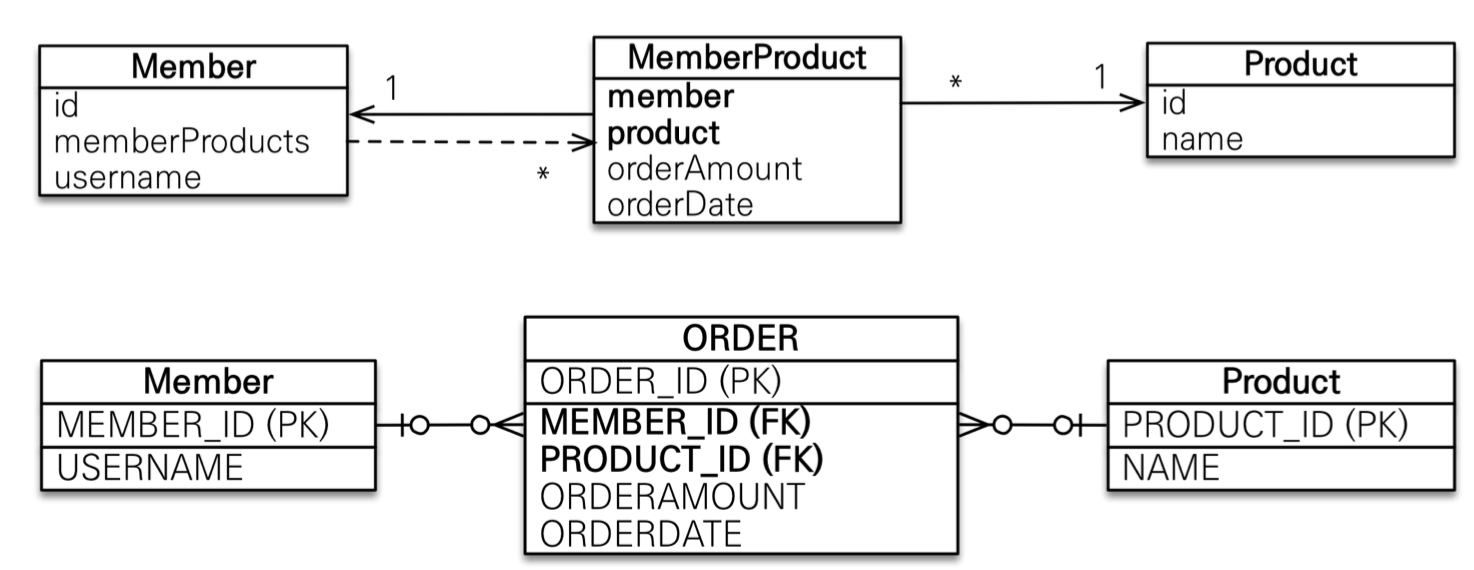 Member
id
memberProducts
username
1
*
MemberProduct
member
product
orderAmount
orderDate
*
1
Product
id
name
Member
MEMBER_ID (PK)
USERNAME
ORDER
ORDER_ID (PK)
MEMBER_ID (FK)
PRODUCT_ID (FK)
ORDERAMOUNT
ORDERDATE
Product
PRODUCT_ID (PK)
NAME